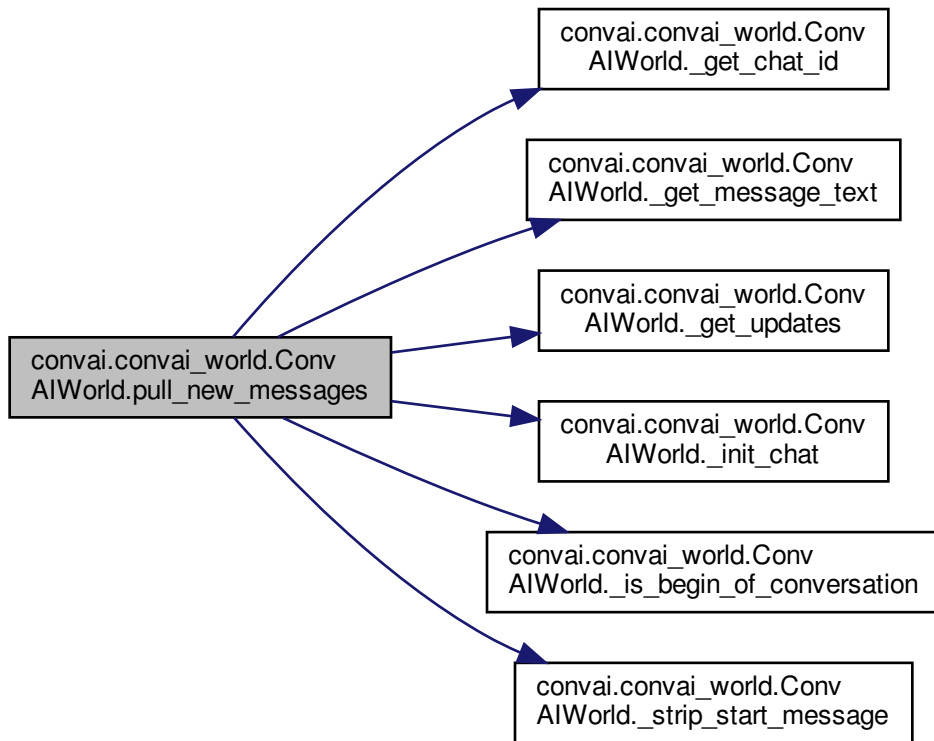 convai.convai_world.Conv
AIWorld.pull_new_messages
convai.convai_world.Conv
AIWorld._get_chat_id
convai.convai_world.Conv
AIWorld._get_message_text
convai.convai_world.Conv
AIWorld._get_updates
convai.convai_world.Conv
AIWorld._init_chat
convai.convai_world.Conv
AIWorld._is_begin_of_conversation
convai.convai_world.Conv
AIWorld._strip_start_message